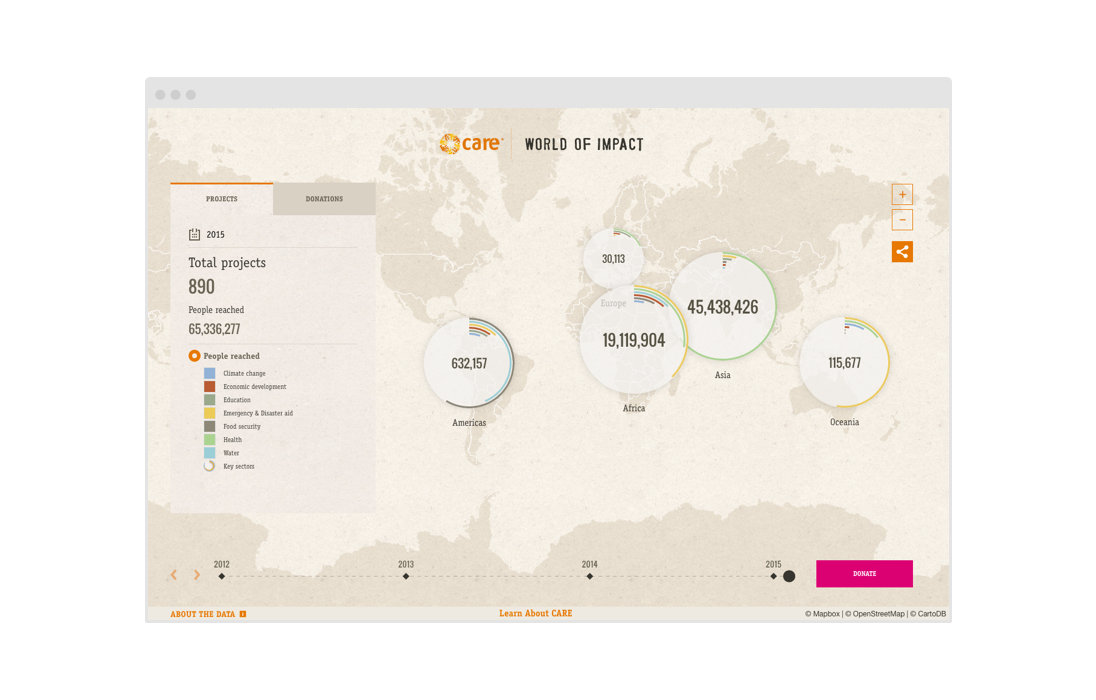 care
WORLD OF IMPACT
PROJECTS
DONATIONS
2015
Total projects
890
People reached
65,336,277
People reached
Climate change
Economic development
Education
Emergency & Disaster aid
Food security
Health
Water
Key sectors
30,113
Europe
45,438,426
Asia
19,119,904
Africa
632,157
Americas
115,677
Oceania
+
−
2012
2013
2014
2015
DONATE
ABOUT THE DATA
Learn About CARE
© Mapbox | © OpenStreetMap | © CartoDB